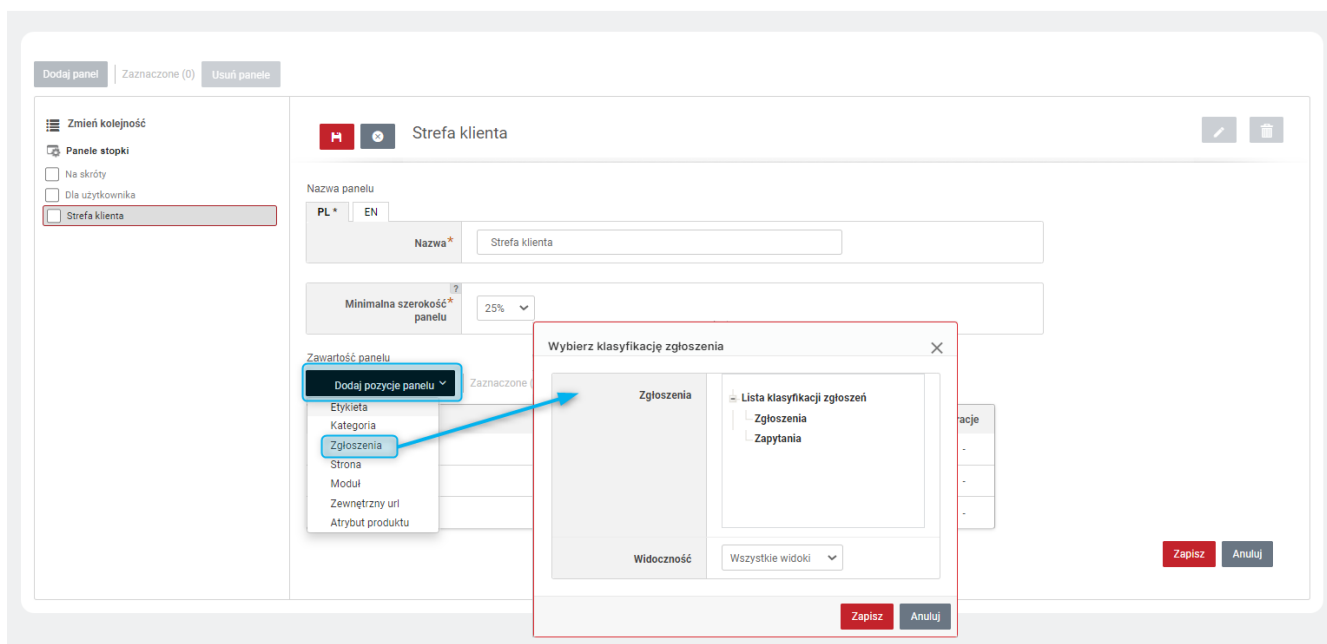 Dodaj panel
Zaznaczone (0)
Usuń panele
Zmień kolejność
Panele stopki
Na skróty
Dla użytkownika
Strefa klienta
Strefa klienta
Nazwa panelu
PL *
EN
Nazwa*
Strefa klienta
?
Minimalna szerokość*
panelu
25%
Zawartość panelu
Dodaj pozycje panelu
Zaznaczone (
Etykieta
Kategoria
Zgłoszenia
Strona
Moduł
Zewnętrzny url
Atrybut produktu
racje
-
-
-
Wybierz klasyfikację zgłoszenia
Zgłoszenia
Lista klasyfikacji zgłoszeń
Zgłoszenia
Zapytania
Widoczność
Wszystkie widoki
Zapisz
Anuluj
Zapisz
Anuluj